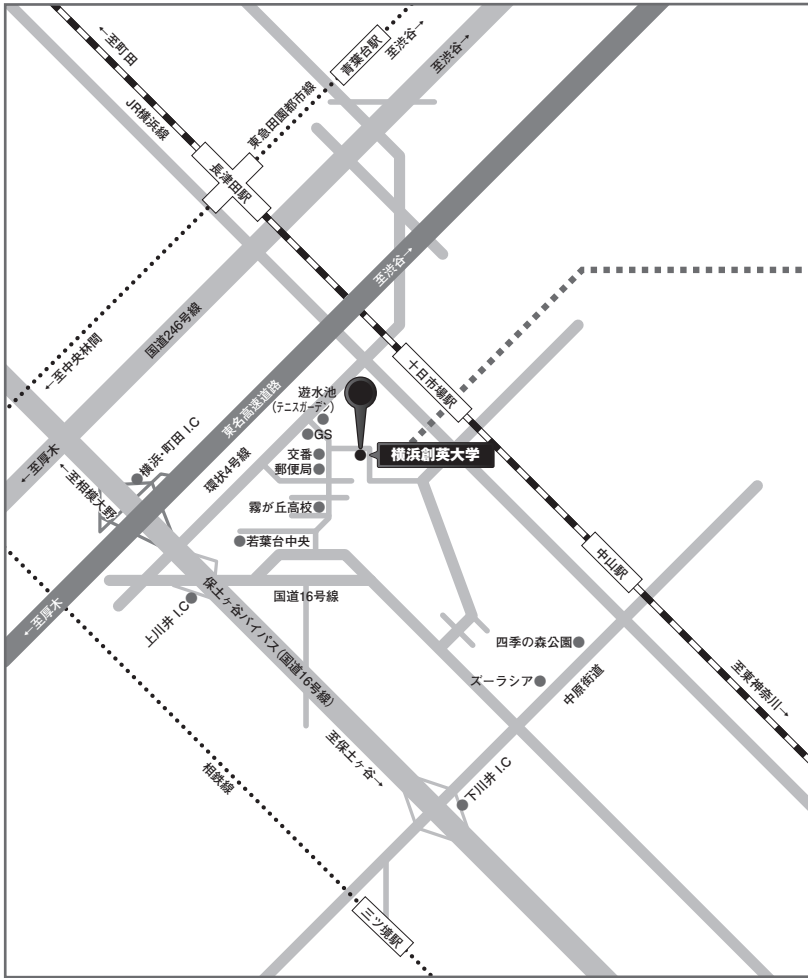 ←至町田
JR横浜線
長津田駅
東急田園都市線
青葉台駅
至渋谷→
至渋谷→
至渋谷→
国道246号線
←至中央林間
←至厚木
←至相模大野
横浜・町田 I.C
東名高速道路
環状4号線
遊水池
(テニスガーデン)
GS
交番
郵便局
霧が丘高校
若葉台中央
横浜創英大学
十日市場駅
中山駅
国道16号線
上川井 I.C
←至厚木
保土ヶ谷バイパス(国道16号線)
至保土ヶ谷→
四季の森公園
ズーラシア
中原街道
至東神奈川→
下川井 I.C
相鉄線
三ツ境駅